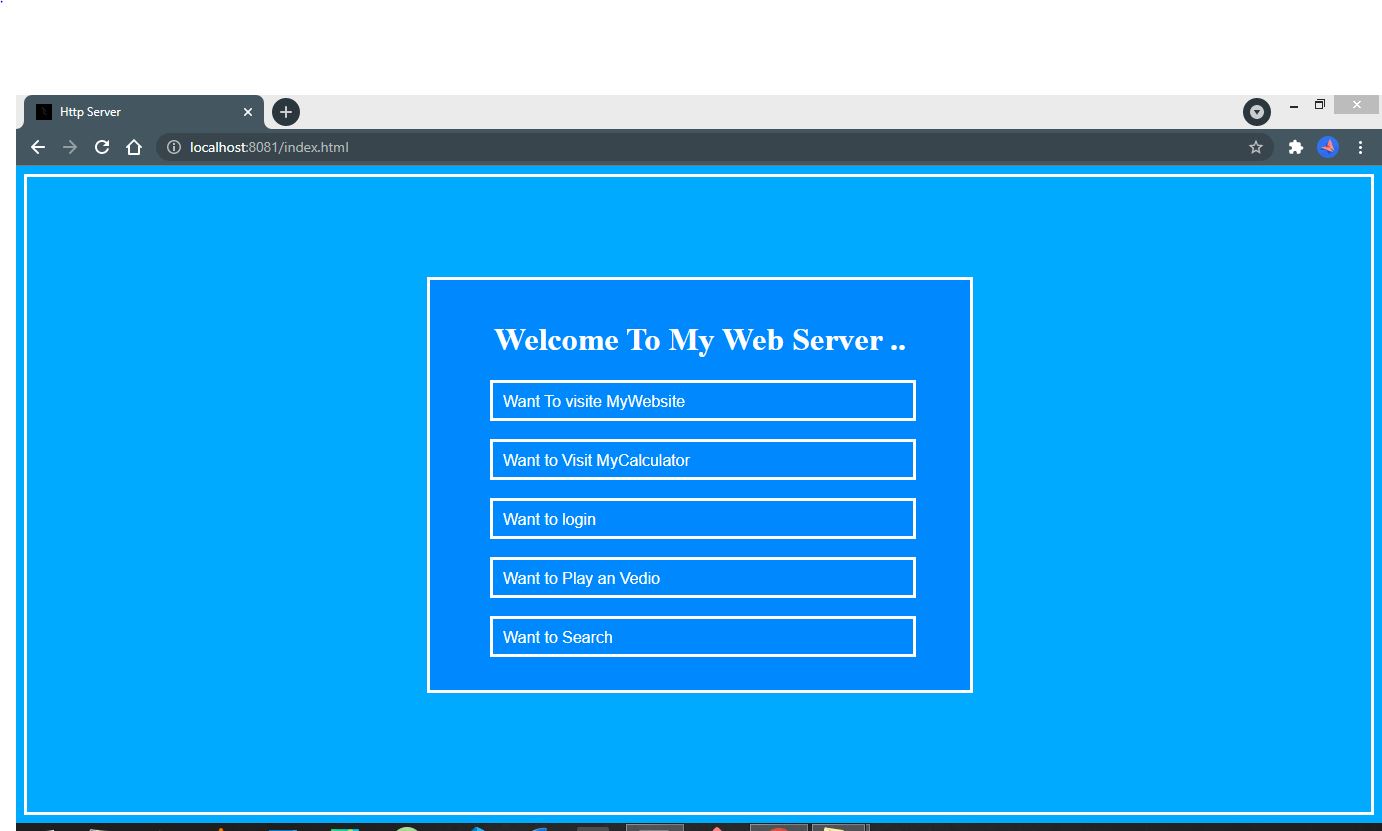 Http Server
localhost:8081/index.html
Welcome To My Web Server ..
Want To visite MyWebsite
Want to Visit MyCalculator
Want to login
Want to Play an Vedio
Want to Search